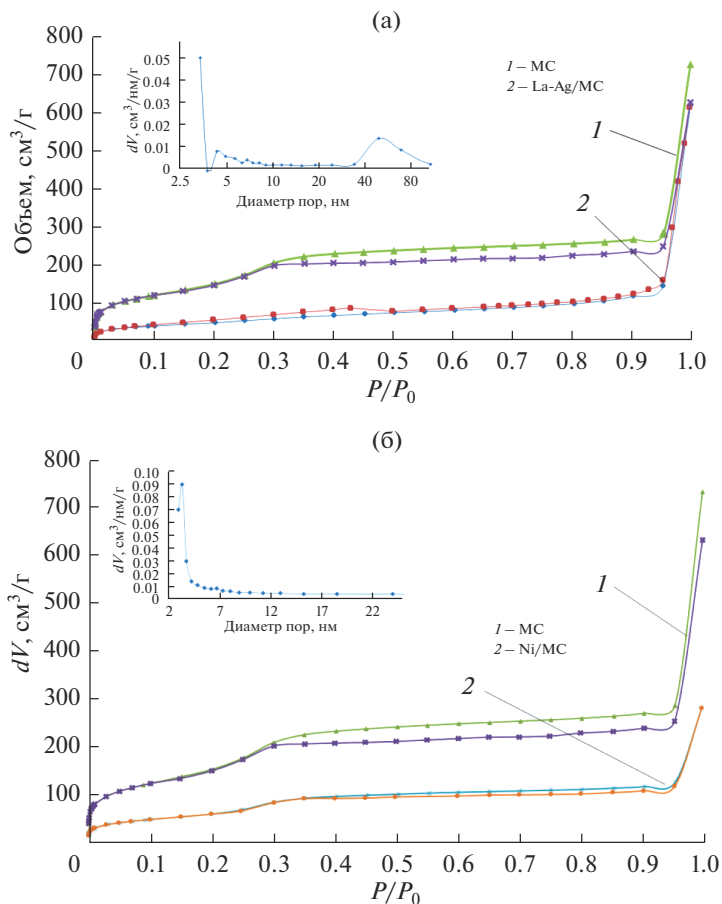 (а)
800
700
600
500
400
300
200
100
0
Объем, см³/г
0.1 0.2 0.3 0.4 0.5 0.6 0.7 0.8 0.9 1.0
P/P₀
0.05
0.04
0.03
0.02
0.01
0
dV, см³/нм/г
2.5 5 10 20 40 80
Диаметр пор, нм
1 – МС
2 – La-Ag/МС
1
2
(б)
800
700
600
500
400
300
200
100
0
dV, см³/г
0.1 0.2 0.3 0.4 0.5 0.6 0.7 0.8 0.9 1.0
P/P₀
0.10
0.09
0.08
0.07
0.06
0.05
0.04
0.03
0.02
0.01
0
dV, см³/нм/г
2 7 12 17 22
Диаметр пор, нм
1 – МС
2 – Ni/МС
1
2